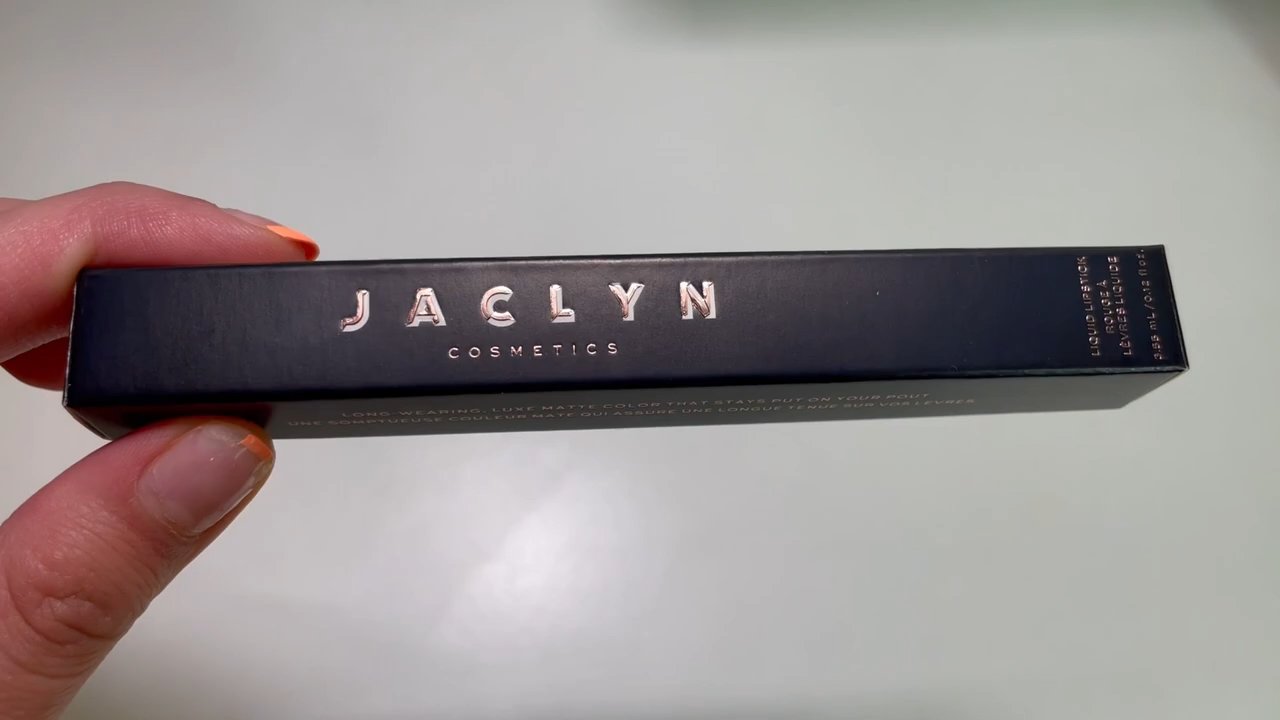 JACLYN
COSMETICS
LIQUID LIPSTICK
ROUGE À
LÈVRES LIQUIDE
3.55 mL/0.12 fl oz.
LONG-WEARING, LUXE MATTE COLOR THAT STAYS PUT ON YOUR POUT
UNE SOMPTUEUSE COULEUR MATE QUI ASSURE UNE LONGUE TENUE SUR VOS LÈVRES